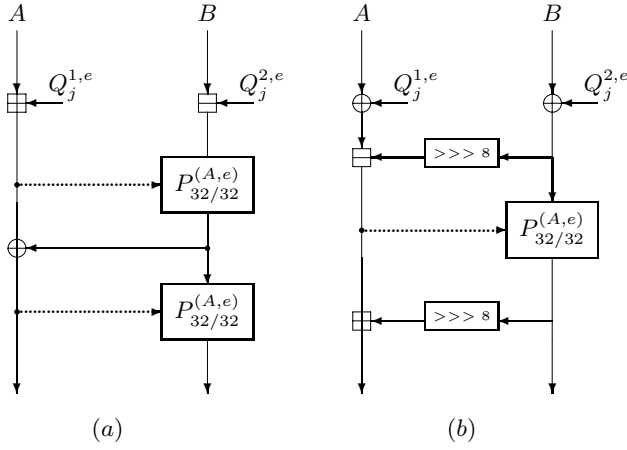 A B A B
Q_j^{1,e} Q_j^{2,e} Q_j^{1,e} Q_j^{2,e}
>>> 8
P_{32/32}^{(A,e)}
P_{32/32}^{(A,e)}
P_{32/32}^{(A,e)} >>> 8
(a) (b)